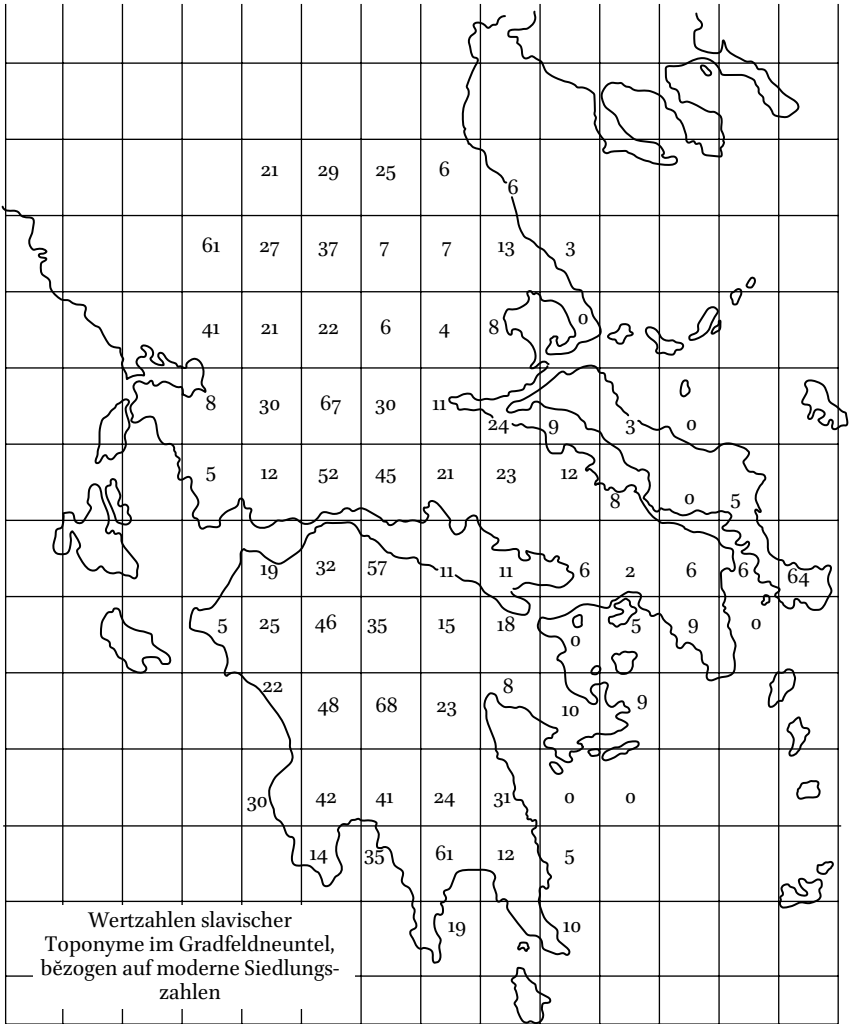 21 29 25 6
6
61 27 37 7 7 13 3
41 21 22 6 4 8 0
8 30 67 30 11
24 9 3 0
5 12 52 45 21 23 12
8 0 5
19 32 57 11 11 6 2 6 6 64
5 25 46 35 15 18 0 5 9 0
22 8
48 68 23 10 9
30 42 41 24 31 0 0
14 35 61 12 5
19 10
Wertzahlen slavischer
Toponyme im Gradfeldneuntel,
bězogen auf moderne Siedlungs-
zahlen